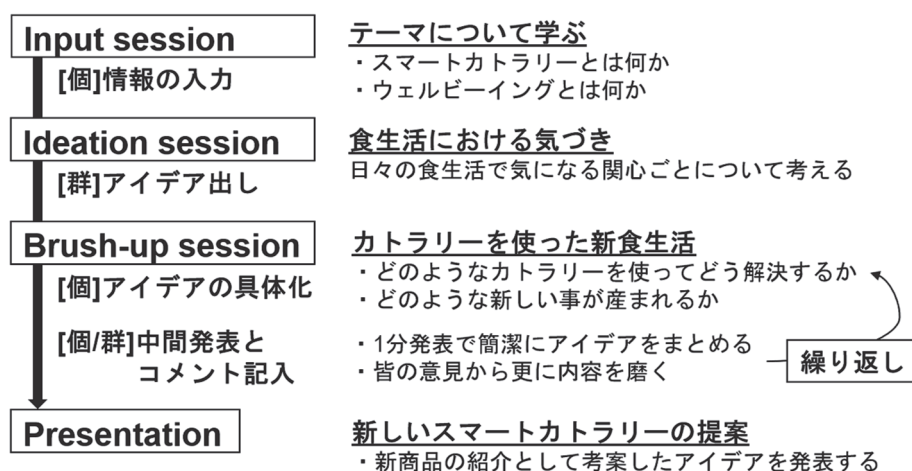 Input session
テーマについて学ぶ
[個]情報の入力
・スマートカトラリーとは何か
・ウェルビーイングとは何か
Ideation session
食生活における気づき
[群]アイデア出し
日々の食生活で気になる関心ごとについて考える
Brush-up session
カトラリーを使った新食生活
[個]アイデアの具体化
・どのようなカトラリーを使ってどう解決するか
・どのような新しい事が産まれるか
[個/群]中間発表と
コメント記入
・1分発表で簡潔にアイデアをまとめる
・皆の意見から更に内容を磨く
繰り返し
Presentation
新しいスマートカトラリーの提案
・新商品の紹介として考案したアイデアを発表する